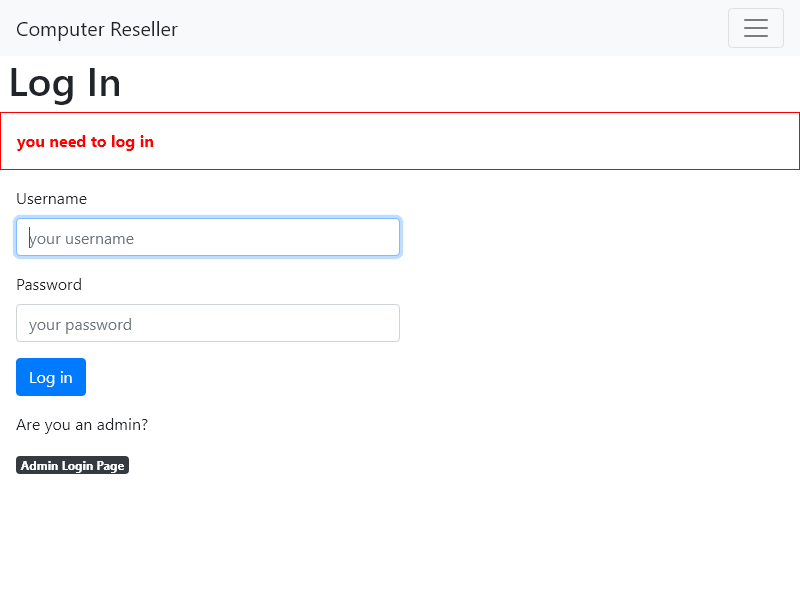 Computer Reseller
Log In
you need to log in
Username
your username
Password
your password
Log in
Are you an admin?
Admin Login Page